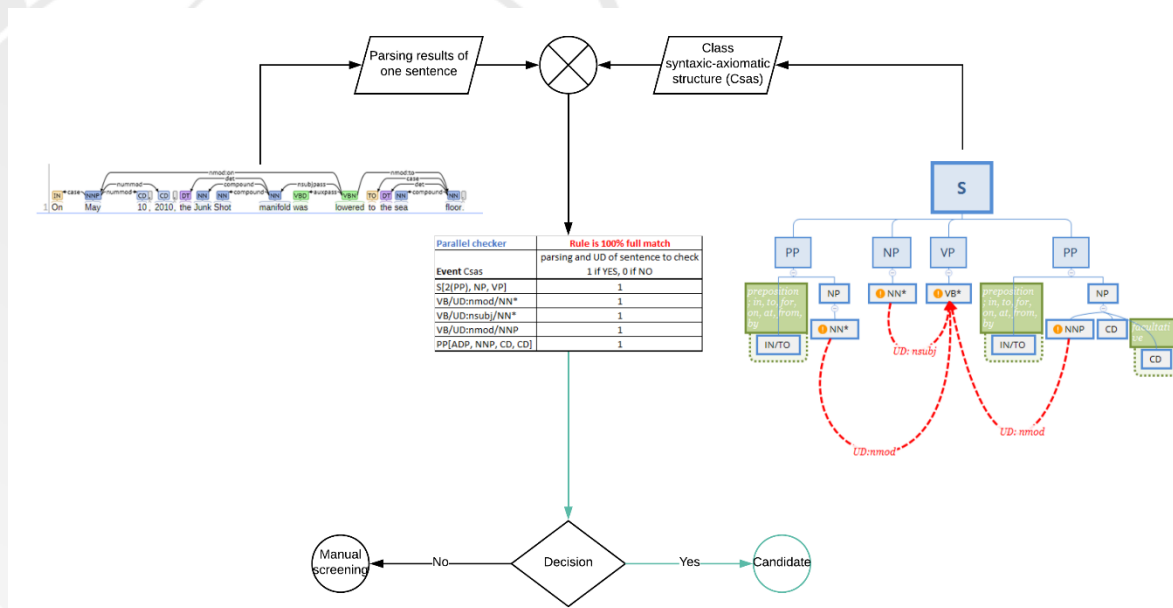 Parsing results of
one sentence
Class
syntaxic-axiomatic
structure (Csas)
nmod:on
nmod:to
det
case
compound
nsubjpass
det
case
nummod
nummod
compound
auxpass
compound
IN NNP CD , CD , DT NN NN NN VBD VBN TO DT NN NN
1 On May 10 , 2010, the Junk Shot manifold was lowered to the sea floor.
S
PP NP VP PP
preposition
: in, to, for,
on, at, from,
by
IN/TO
NP
NN*
NN*
VB*
preposition
: in, to, for,
on, at, from,
by
IN/TO
NP
NNP
CD
facultati
ve
CD
UD: nsubj
UD:nmod
UD: nmod
Parallel checker Rule is 100% full match
parsing and UD of sentence to check
Event Csas 1 if YES, 0 if NO
S[2(PP), NP, VP] 1
VB/UD:nmod/NN* 1
VB/UD:nsubj/NN* 1
VB/UD:nmod/NNP 1
PP[ADP, NNP, CD, CD] 1
Manual
screening
No
Decision
Yes
Candidate